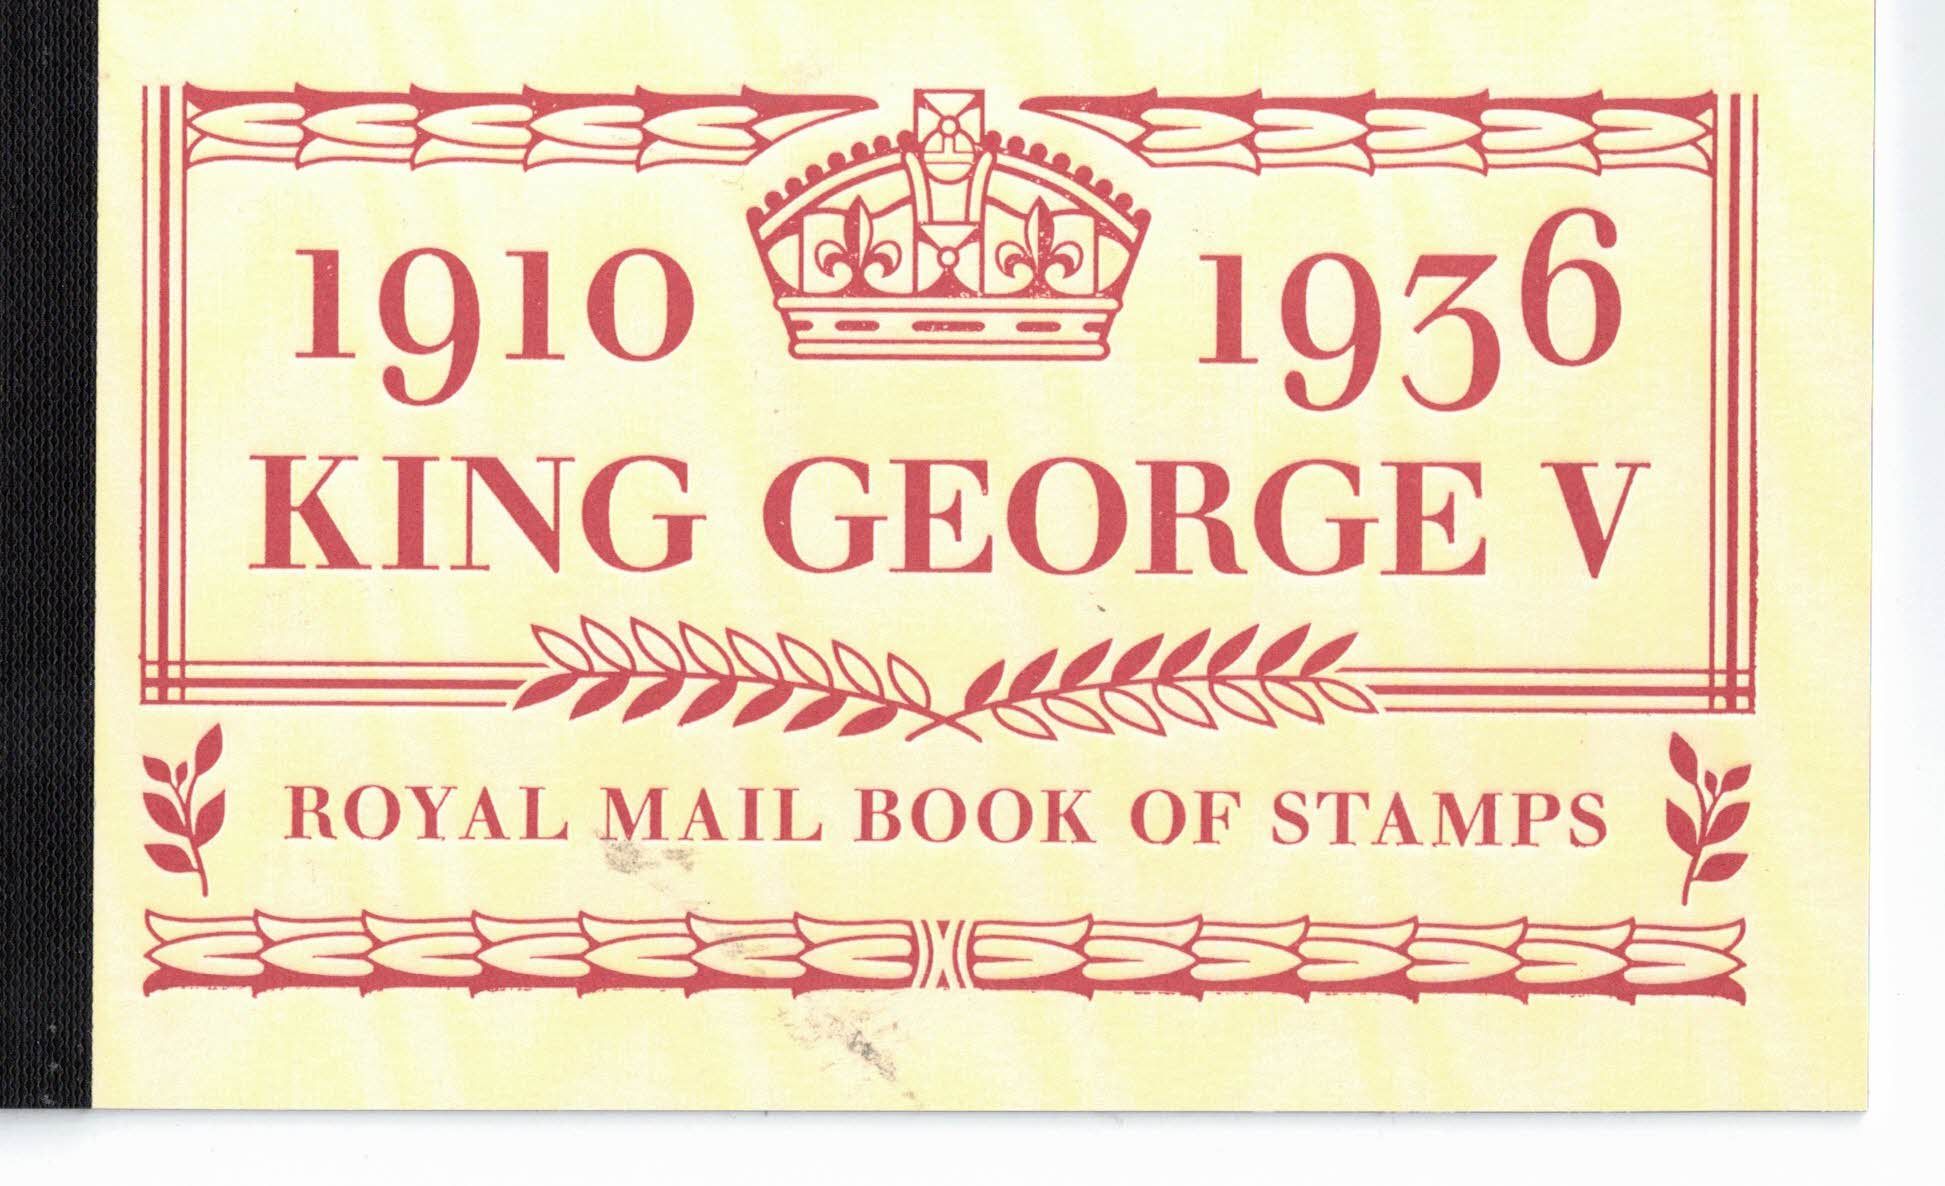 1910 1936
KING GEORGE V
ROYAL MAIL BOOK OF STAMPS